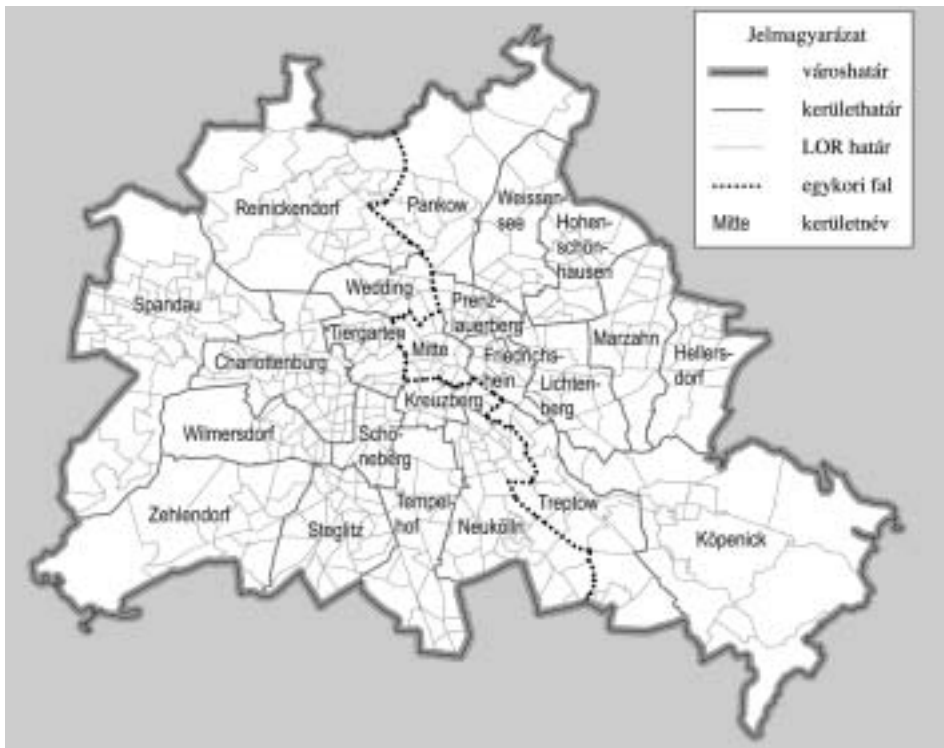 Jelmagyarázat
városhatár
kerülethatár
LOR határ
egykori fal
Mitte kerületnév
Reinickendorf
Pankow
Weissen-
see
Hohen-
schön-
hausen
Wedding
Prenz-
lauerberg
Spandau
Tiergarten
Mitte
Marzahn
Hellers-
dorf
Charlottenburg
Friedrichs-
hein
Lichten-
berg
Kreuzberg
Wilmersdorf
Schö-
neberg
Zehlendorf
Steglitz
Tempel-
hof
Neukölln
Treptow
Köpenick